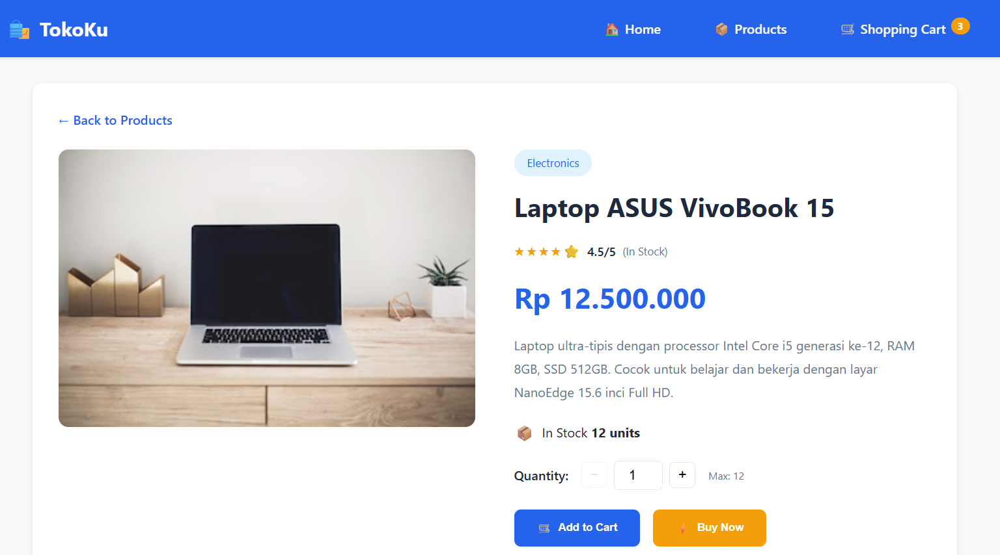 TokoKu
Home
Products
Shopping Cart 3
← Back to Products
Electronics
Laptop ASUS VivoBook 15
★★★★⭐ 4.5/5 (In Stock)
Rp 12.500.000
Laptop ultra-tipis dengan processor Intel Core i5 generasi ke-12, RAM
8GB, SSD 512GB. Cocok untuk belajar dan bekerja dengan layar
NanoEdge 15.6 inci Full HD.
In Stock 12 units
Quantity: − 1 + Max: 12
Add to Cart
Buy Now